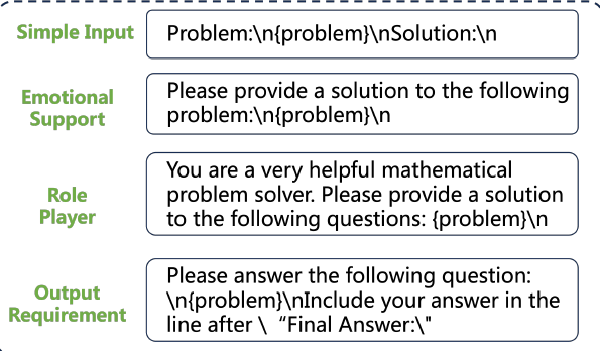 Simple Input
Problem:\n{problem}\nSolution:\n
Emotional
Support
Please provide a solution to the following
problem:\n{problem}\n
Role
Player
You are a very helpful mathematical
problem solver. Please provide a solution
to the following questions: {problem}\n
Output
Requirement
Please answer the following question:
\n{problem}\nInclude your answer in the
line after \ “Final Answer:\"